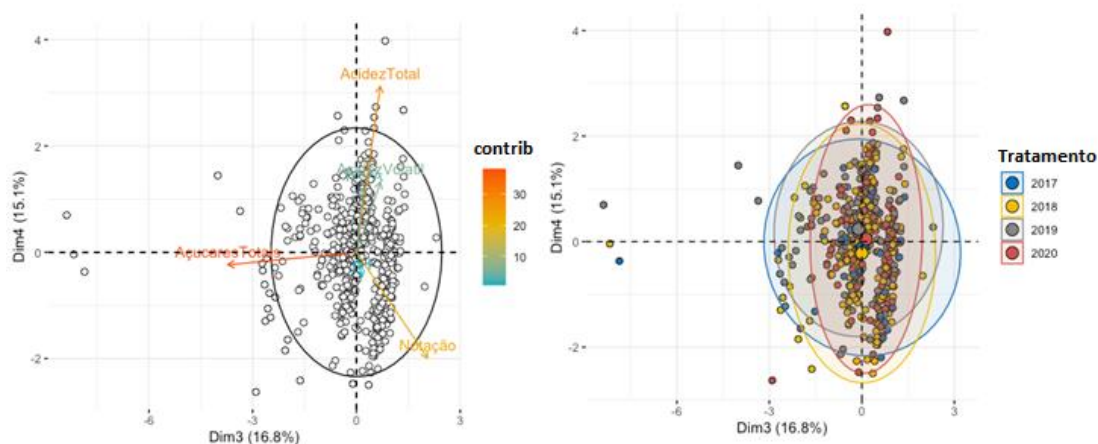 4
2
0
-2
Dim4 (15.1%)
AcidezTotal
AcidezVolatil
AçucaresTotais
Notação
-6
-3
0
3
Dim3 (16.8%)
contrib
30
20
10
4
2
0
-2
Dim4 (15.1%)
-6
-3
0
3
Dim3 (16.8%)
Tratamento
2017
2018
2019
2020